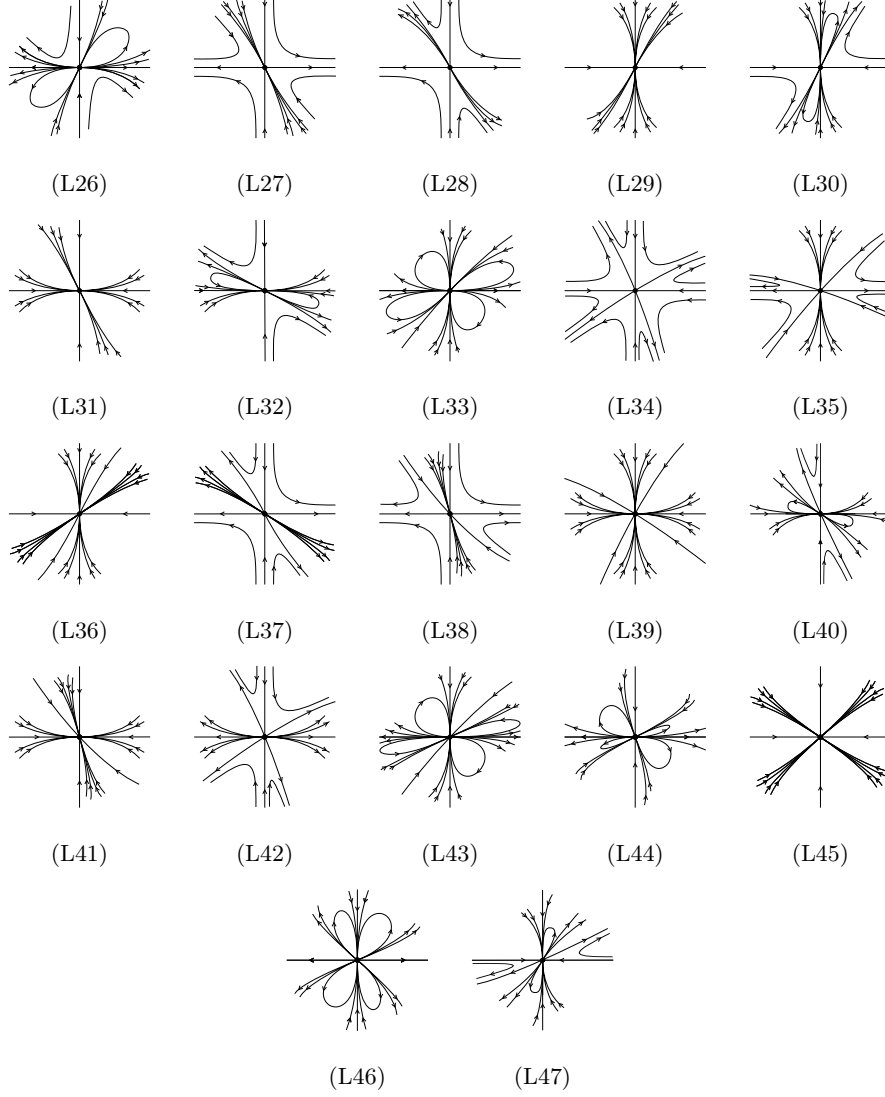 (L26) (L27) (L28) (L29) (L30)
(L31) (L32) (L33) (L34) (L35)
(L36) (L37) (L38) (L39) (L40)
(L41) (L42) (L43) (L44) (L45)
(L46) (L47)